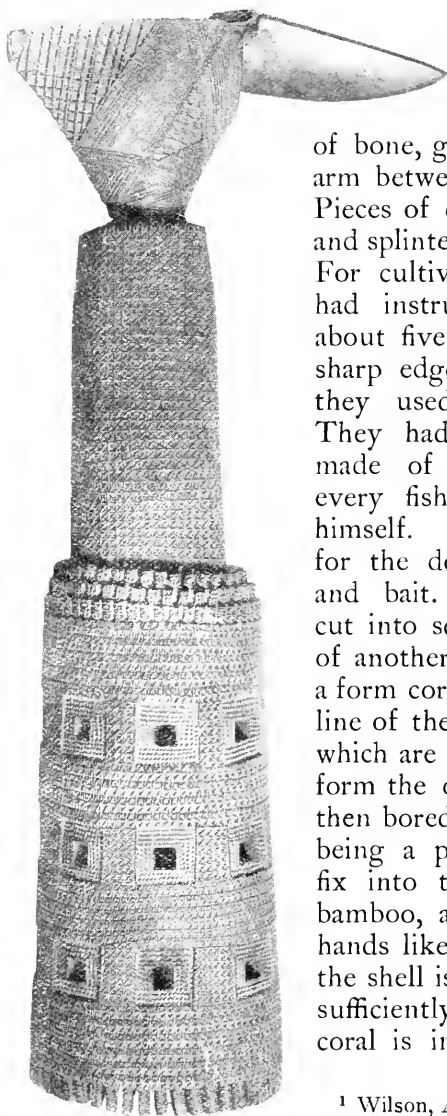 of bone, g
arm betwe
Pieces of
and splinte
For cultiv
had instru
about five
sharp edg
they used
They had
made of
every fish
himself.
for the de
and bait.
cut into s
of another
a form cor
line of the
which are
form the
then bored
being a p
fix into t
bamboo, a
hands like
the shell is
sufficiently
coral is in
¹ Wilson,